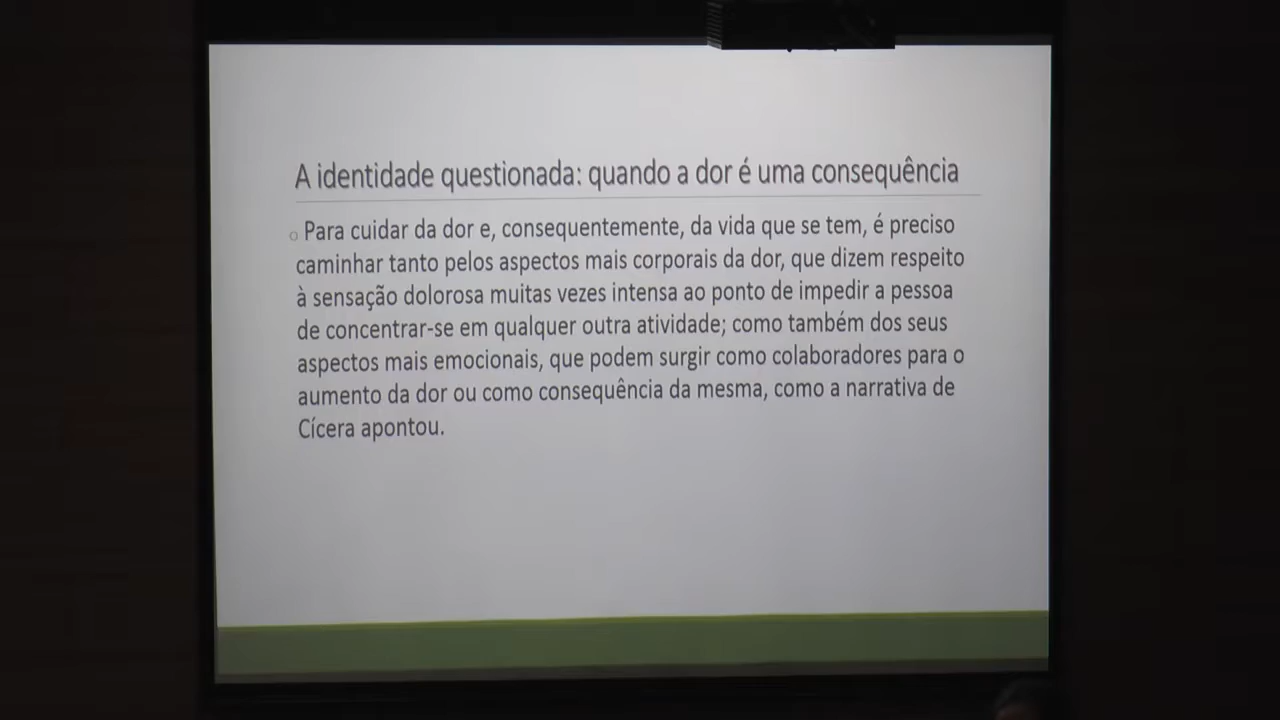 A identidade questionada: quando a dor é uma consequência
o Para cuidar da dor e, consequentemente, da vida que se tem, é preciso
caminhar tanto pelos aspectos mais corporais da dor, que dizem respeito
à sensação dolorosa muitas vezes intensa ao ponto de impedir a pessoa
de concentrar-se em qualquer outra atividade; como também dos seus
aspectos mais emocionais, que podem surgir como colaboradores para o
aumento da dor ou como consequência da mesma, como a narrativa de
Cícera apontou.